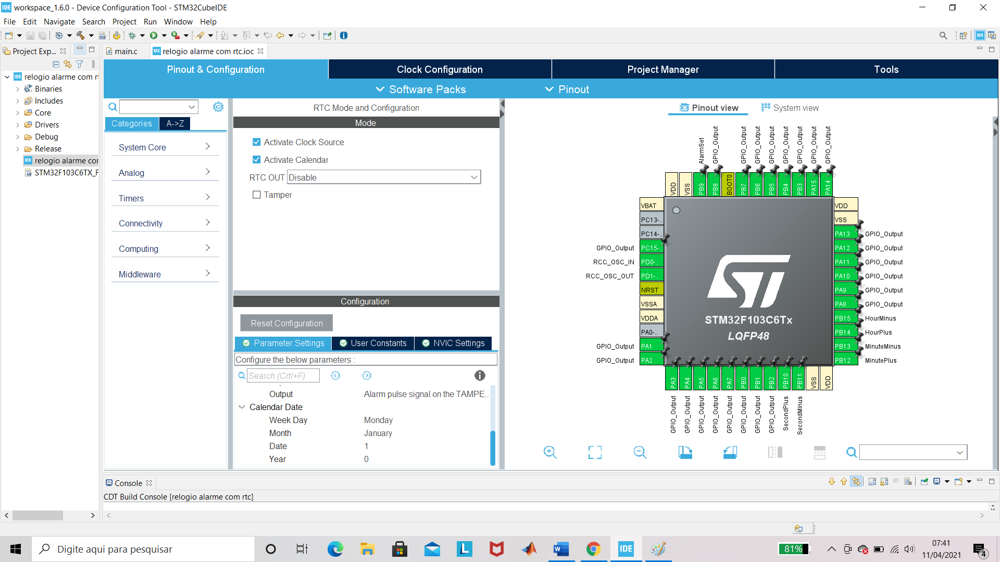 workspace_1.6.0 - Device Configuration Tool - STM32CubeIDE
File Edit Navigate Search Project Run Window Help
Project Exp...
main.c
relogio alarme com rtc.ioc
relogio alarme com rt
Binaries
Includes
Core
Drivers
Debug
Release
relogio alarme cor
STM32F103C6TX_F
Pinout & Configuration
Clock Configuration
Project Manager
Tools
Software Packs
Pinout
Categories
A->Z
System Core
Analog
Timers
Connectivity
Computing
Middleware
RTC Mode and Configuration
Mode
Activate Clock Source
Activate Calendar
RTC OUT Disable
Tamper
Configuration
Reset Configuration
Parameter Settings
User Constants
NVIC Settings
Configure the below parameters :
Search (Crtl+F)
Output Alarm pulse signal on the TAMPE..
Calendar Date
Week Day Monday
Month January
Date 1
Year 0
Pinout view
System view
AlarmSet
GPIO_Output
GPIO_Output
GPIO_Output
GPIO_Output
GPIO_Output
GPIO_Output
GPIO_Output
GPIO_Output
VDD
VSS
PB9
PB8
BOOT0
PB7
PB6
PB5
PB4
PB3
PA15
PA14
VBAT
PC13-..
PC14-..
GPIO_Output PC15-..
RCC_OSC_IN PD0-..
RCC_OSC_OUT PD1-..
NRST
VSSA
VDDA
PA0-..
GPIO_Output PA1
GPIO_Output PA2
STM32F103C6Tx
LQFP48
VDD
VSS
PA13 GPIO_Output
PA12 GPIO_Output
PA11 GPIO_Output
PA10 GPIO_Output
PA9 GPIO_Output
PA8 GPIO_Output
PB15 HourMinus
PB14 HourPlus
PB13 MinuteMinus
PB12 MinutePlus
PA3
PA4
PA5
PA6
PA7
PB0
PB1
PB2
PB10
PB11
VSS
VDD
GPIO_Output
GPIO_Output
GPIO_Output
GPIO_Output
GPIO_Output
GPIO_Output
GPIO_Output
GPIO_Output
SecondPlus
SecondMinus
Console
CDT Build Console [relogio alarme com rtc]
Digite aqui para pesquisar
81%
07:41
11/04/2021
4